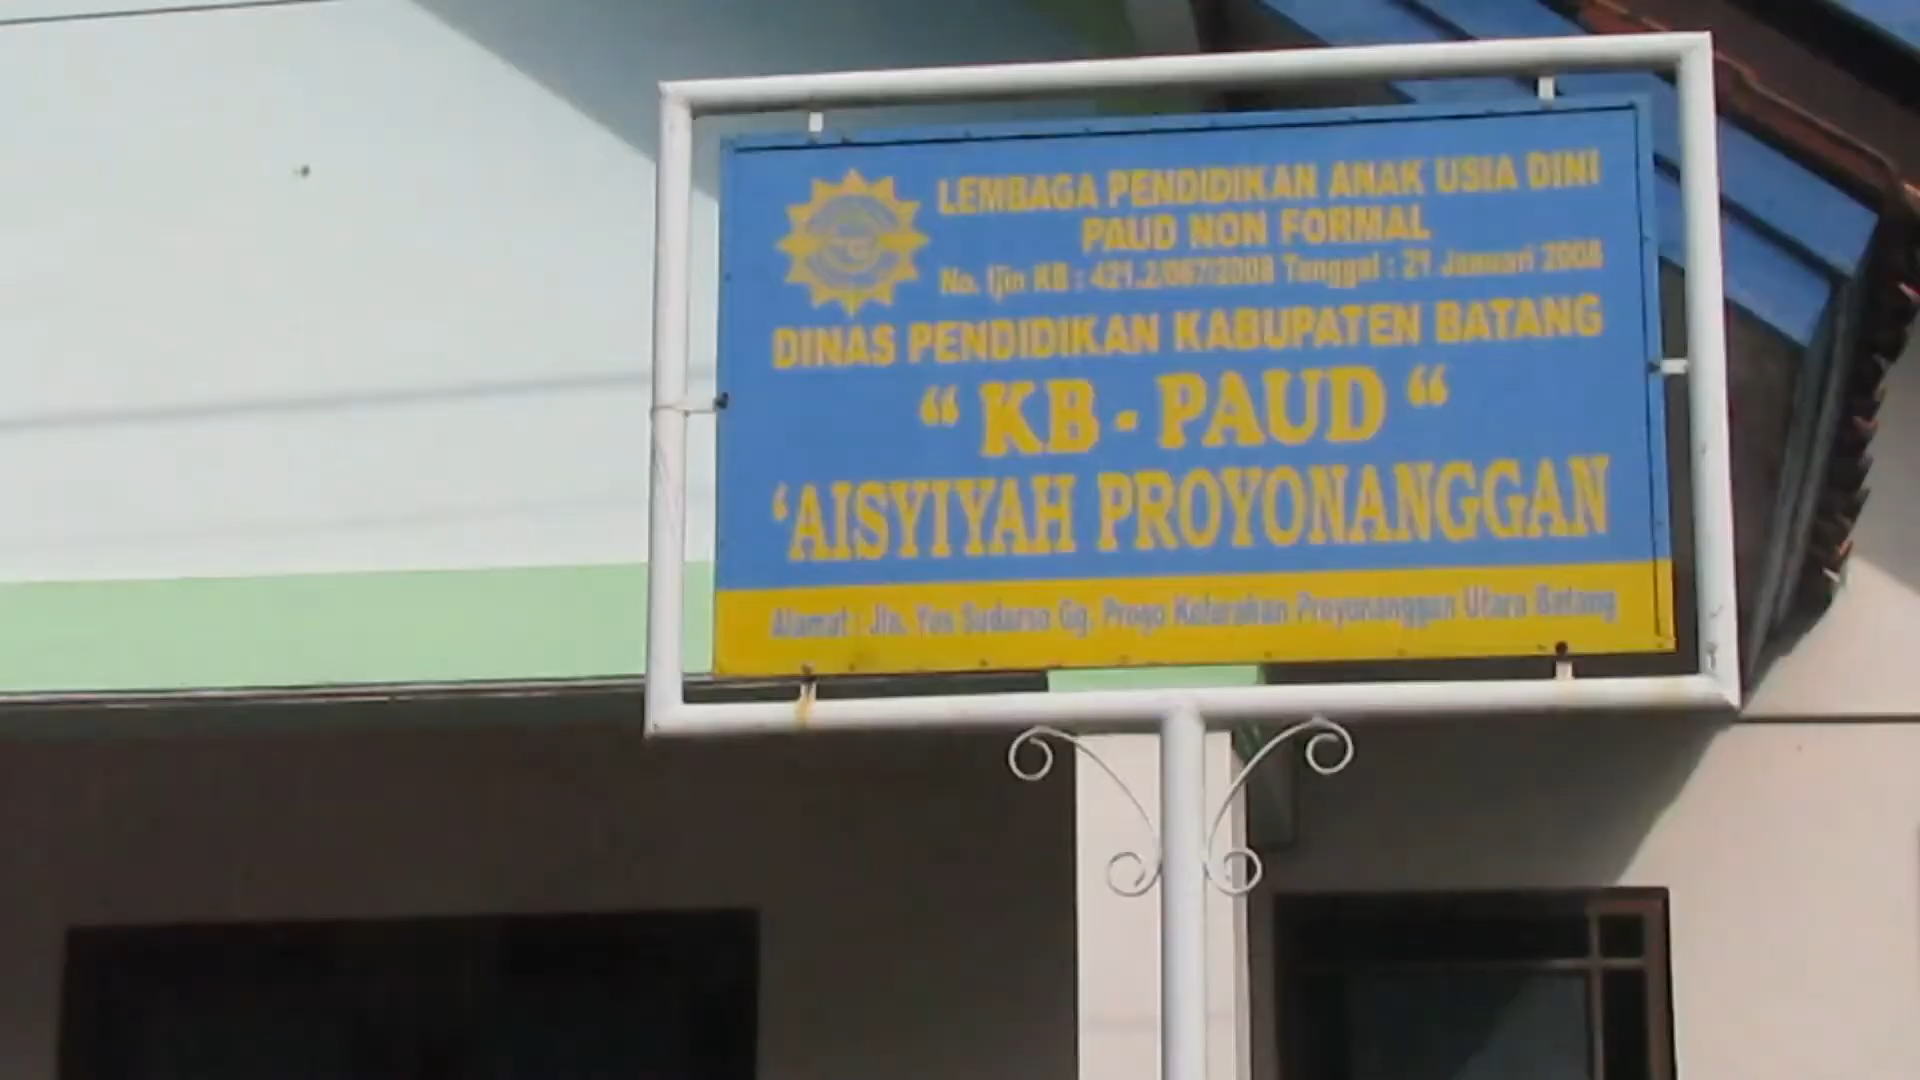 LEMBAGA PENDIDIKAN ANAK USIA DINI
PAUD NON FORMAL
No. Ijin KB : 421.2/067/2008 Tanggal : 21 Januari 2008
DINAS PENDIDIKAN KABUPATEN BATANG
“ KB - PAUD “
‘AISYIYAH PROYONANGGAN
Alamat : Jln. Yos Sudarso Gg. Progo Kelurahan Proyonanggan Utara Batang